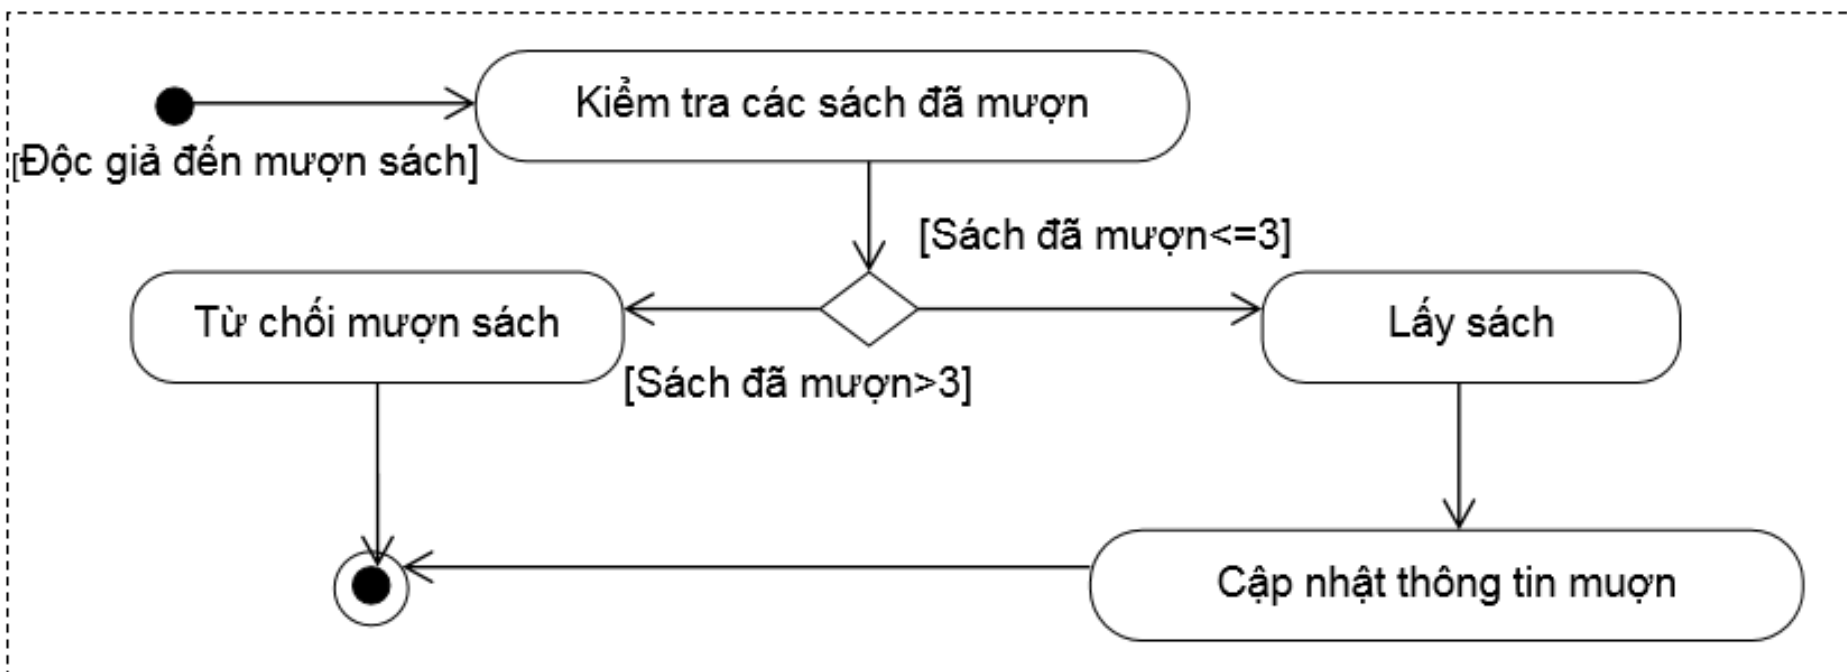 Kiểm tra các sách đã mượn
[Độc giả đến mượn sách]
[Sách đã mượn<=3]
Từ chối mượn sách
Lấy sách
[Sách đã mượn>3]
Cập nhật thông tin muợn